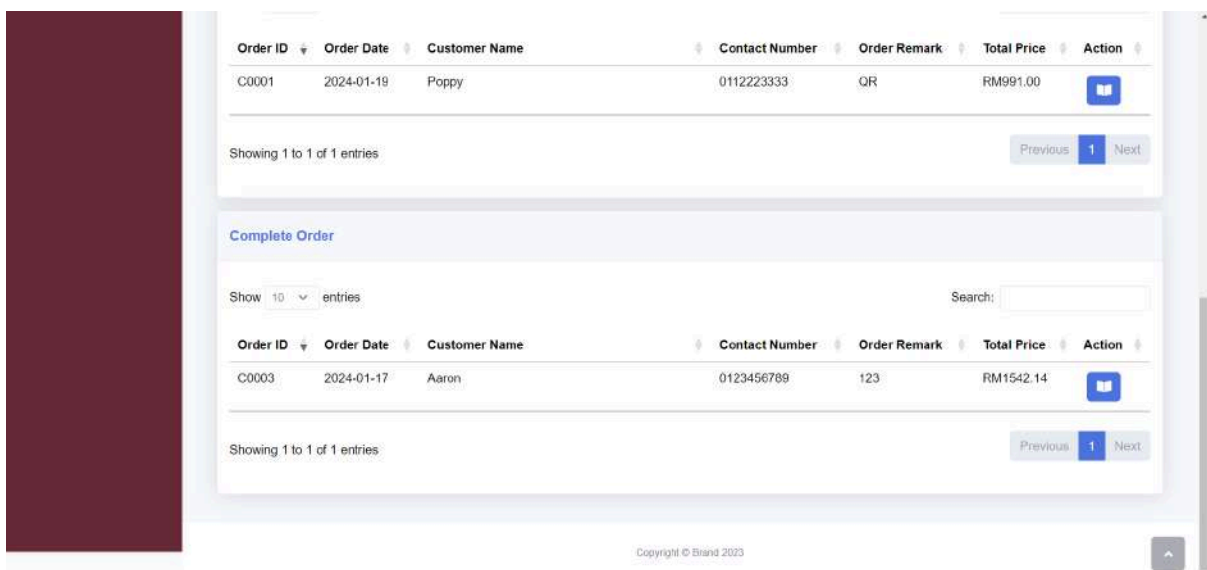 Order ID Order Date Customer Name Contact Number Order Remark Total Price Action
C0001 2024-01-19 Poppy 0112223333 QR RM991.00
Showing 1 to 1 of 1 entries Previous 1 Next
Complete Order
Show 10 entries Search:
Order ID Order Date Customer Name Contact Number Order Remark Total Price Action
C0003 2024-01-17 Aaron 0123456789 123 RM1542.14
Showing 1 to 1 of 1 entries Previous 1 Next
Copyright © Brand 2023